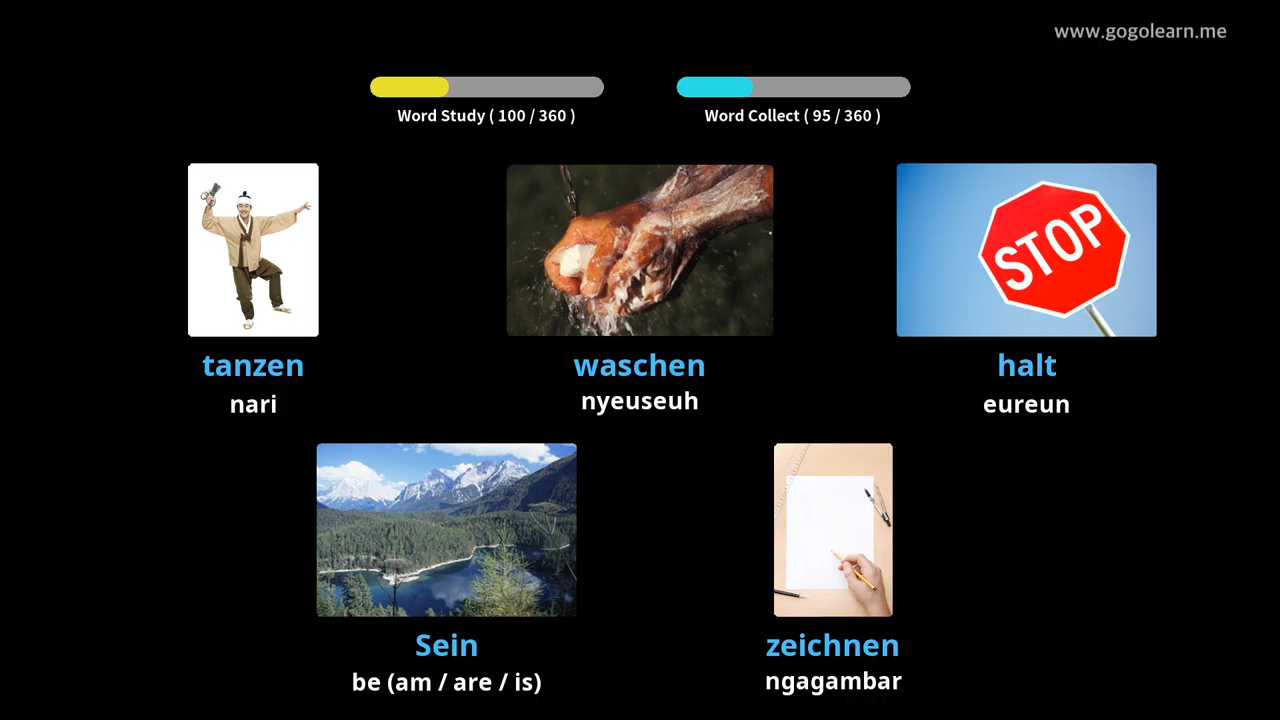 www.gogolearn.me
Word Study ( 100 / 360 )
Word Collect ( 95 / 360 )
STOP
tanzen
nari
waschen
nyeuseuh
halt
eureun
Sein
be (am / are / is)
zeichnen
ngagambar